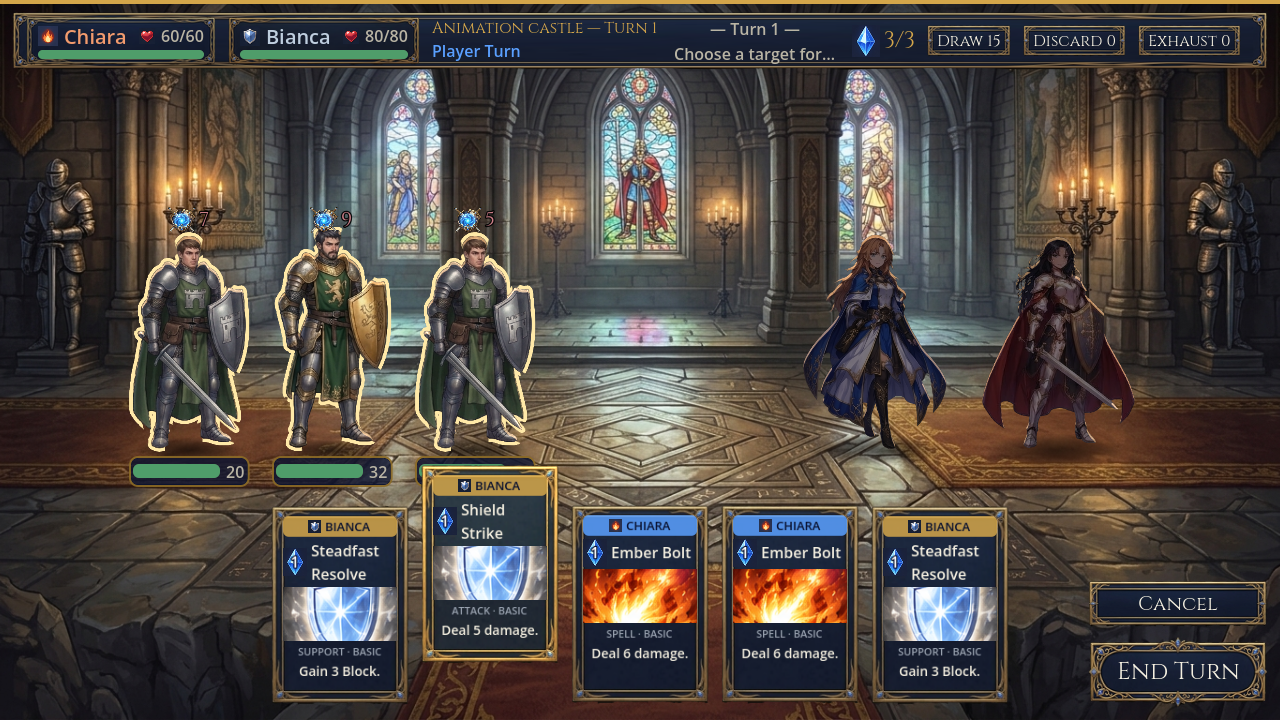 Chiara 60/60
Bianca 80/80
Animation castle — Turn 1
Player Turn
— Turn 1 —
Choose a target for...
3/3
Draw 15
Discard 0
Exhaust 0
7
9
5
20
32
BIANCA
1
Steadfast
Resolve
SUPPORT · BASIC
Gain 3 Block.
BIANCA
1
Shield
Strike
ATTACK · BASIC
Deal 5 damage.
CHIARA
1
Ember Bolt
SPELL · BASIC
Deal 6 damage.
CHIARA
1
Ember Bolt
SPELL · BASIC
Deal 6 damage.
BIANCA
1
Steadfast
Resolve
SUPPORT · BASIC
Gain 3 Block.
Cancel
End Turn